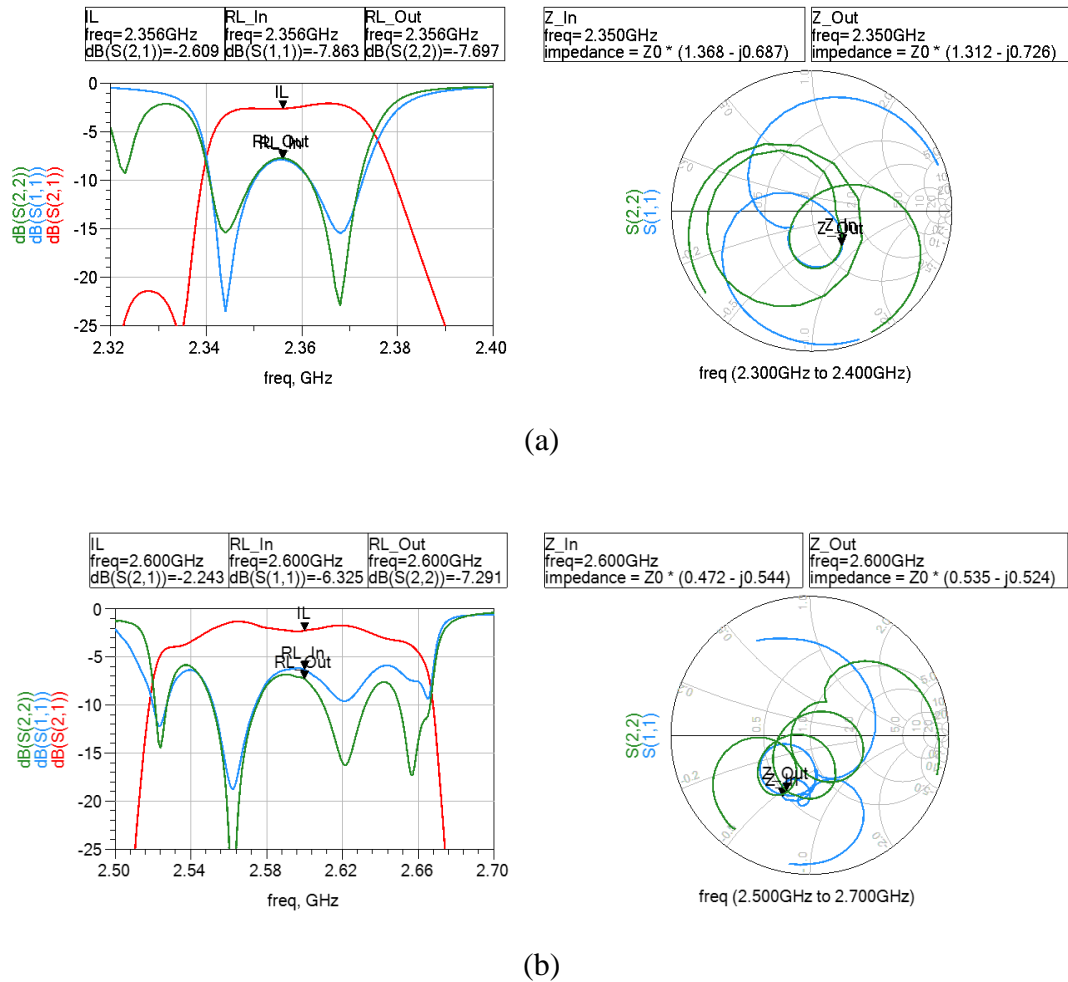 IL
freq=2.356GHz
dB(S(2,1))=-2.609
RL_In
freq=2.356GHz
dB(S(1,1))=-7.863
RL_Out
freq=2.356GHz
dB(S(2,2))=-7.697
Z_In
freq=2.350GHz
impedance = Z0 * (1.368 - j0.687)
Z_Out
freq=2.350GHz
impedance = Z0 * (1.312 - j0.726)
0
-5
-10
-15
-20
-25
IL
RL_Out
RL_In
dB(S(2,2))
dB(S(1,1))
dB(S(2,1))
2.32
2.34
2.36
2.38
2.40
freq, GHz
S(2,2)
S(1,1)
Z_In
Z_Out
freq (2.300GHz to 2.400GHz)
(a)
IL
freq=2.600GHz
dB(S(2,1))=-2.243
RL_In
freq=2.600GHz
dB(S(1,1))=-6.325
RL_Out
freq=2.600GHz
dB(S(2,2))=-7.291
Z_In
freq=2.600GHz
impedance = Z0 * (0.472 - j0.544)
Z_Out
freq=2.600GHz
impedance = Z0 * (0.535 - j0.524)
0
-5
-10
-15
-20
-25
IL
RL_In
RL_Out
dB(S(2,2))
dB(S(1,1))
dB(S(2,1))
2.50
2.54
2.58
2.62
2.66
2.70
freq, GHz
S(2,2)
S(1,1)
Z_Out
Z_In
freq (2.500GHz to 2.700GHz)
(b)